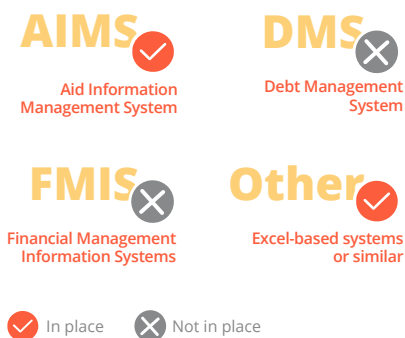 AIMS
Aid Information
Management System
DMS
Debt Management
System
FMIS
Financial Management
Information Systems
Other
Excel-based systems
or similar
In place
Not in place